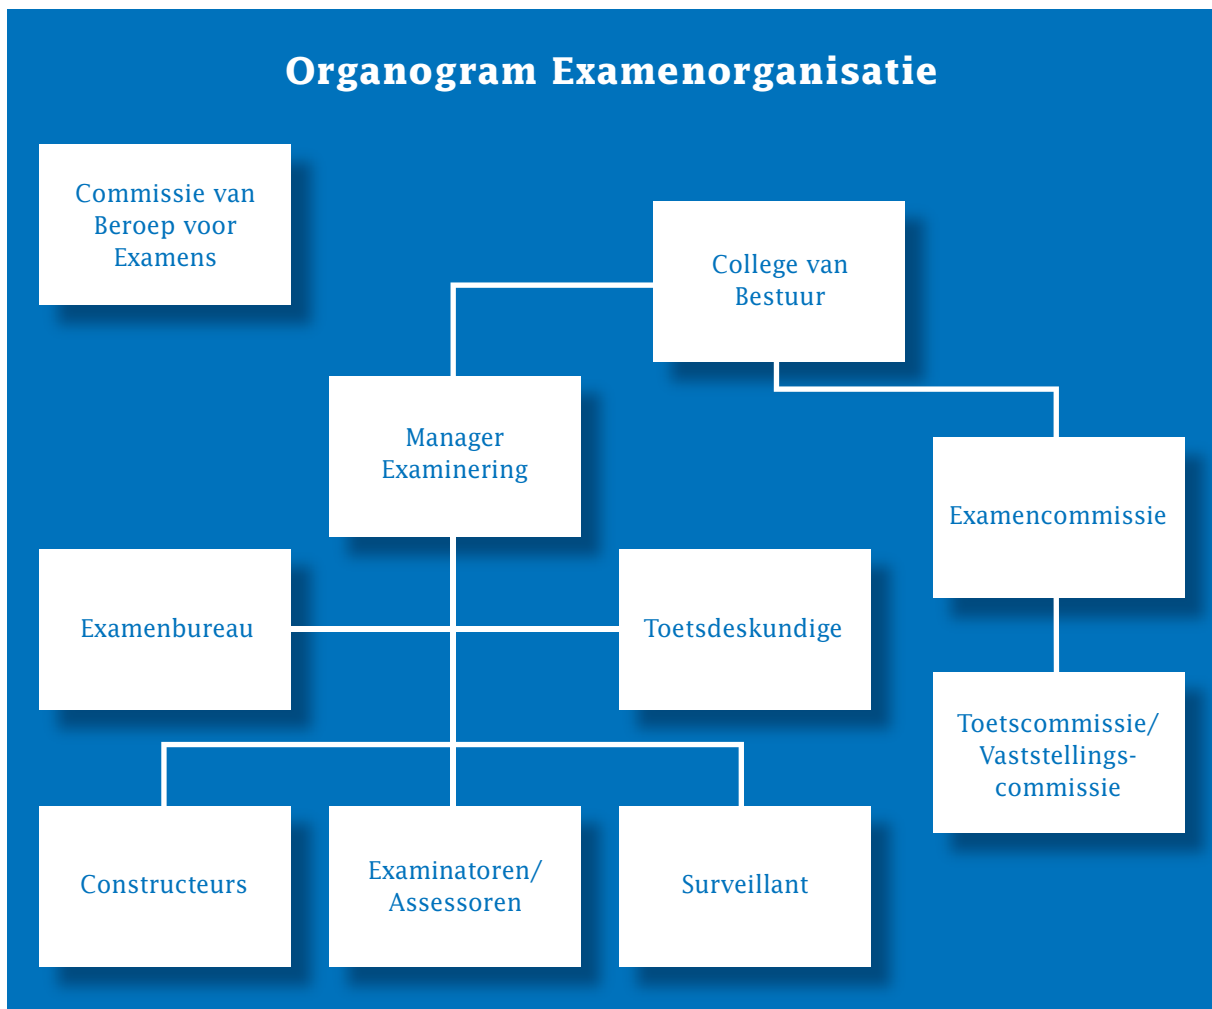 Organogram Examenorganisatie
Commissie van
Beroep voor
Examens
College van
Bestuur
Manager
Examinering
Examencommissie
Examenbureau
Toetsdeskundige
Toetscommissie/
Vaststellings-
commissie
Constructeurs
Examinatoren/
Assessoren
Surveillant